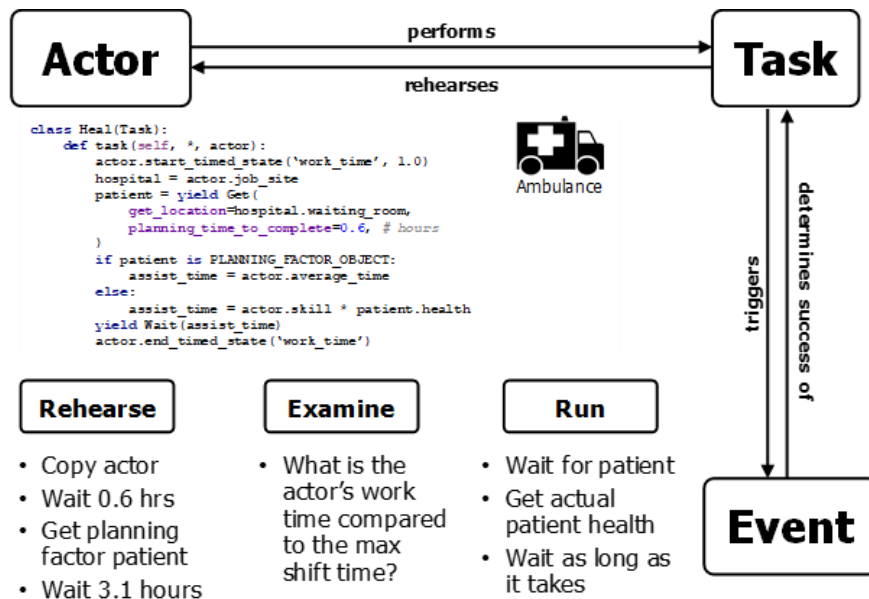 Actor
performs
rehearses
Task
class Heal(Task):
    def task(self, *, actor):
        actor.start_timed_state(‘work_time’, 1.0)
        hospital = actor.job_site
        patient = yield Get(
            get_location=hospital.waiting_room,
            planning_time_to_complete=0.6, # hours
        )
        if patient is PLANNING_FACTOR_OBJECT:
            assist_time = actor.average_time
        else:
            assist_time = actor.skill * patient.health
        yield Wait(assist_time)
        actor.end_timed_state(‘work_time’)
Ambulance
triggers
determines success of
Rehearse
• Copy actor
• Wait 0.6 hrs
• Get planning
factor patient
• Wait 3.1 hours
Examine
• What is the
actor’s work
time compared
to the max
shift time?
Run
• Wait for patient
• Get actual
patient health
• Wait as long as
it takes
Event